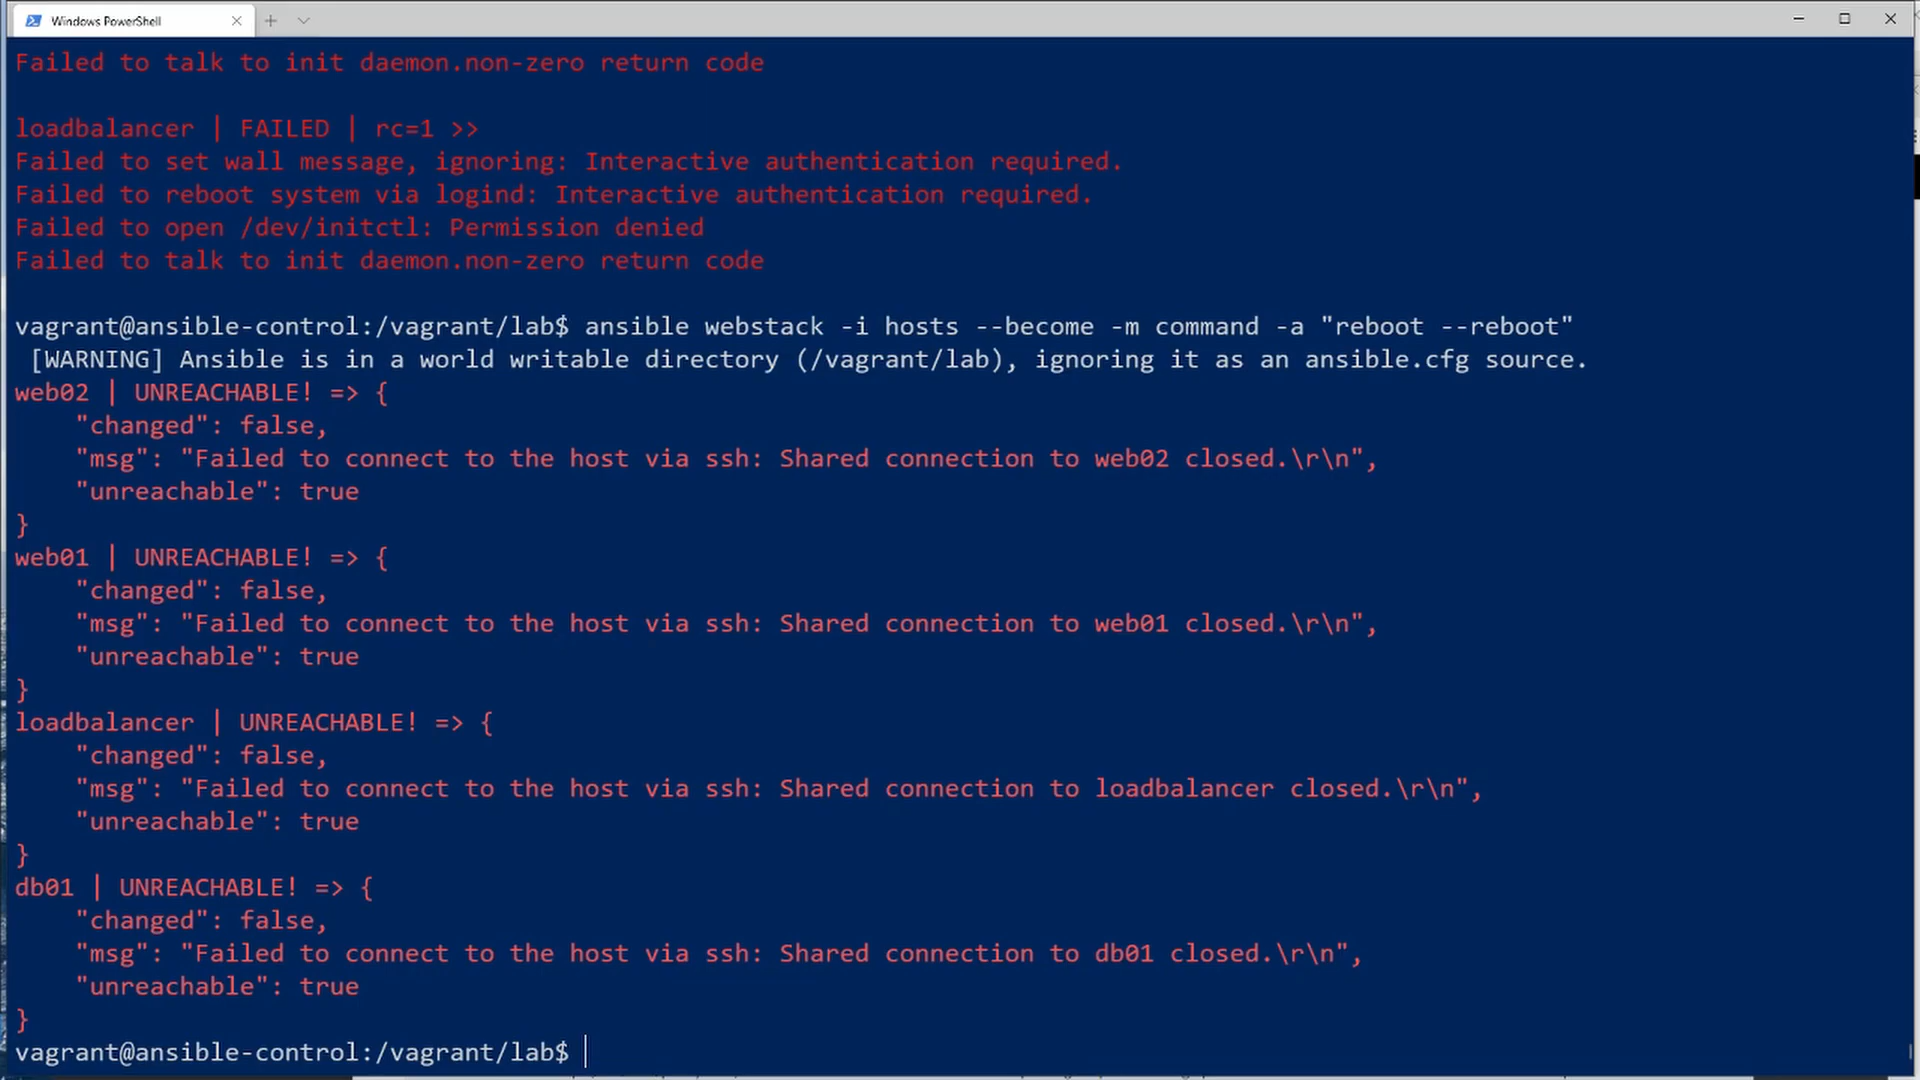 Windows PowerShell
Failed to talk to init daemon.non-zero return code
loadbalancer | FAILED | rc=1 >>
Failed to set wall message, ignoring: Interactive authentication required.
Failed to reboot system via logind: Interactive authentication required.
Failed to open /dev/initctl: Permission denied
Failed to talk to init daemon.non-zero return code
vagrant@ansible-control:/vagrant/lab$ ansible webstack -i hosts --become -m command -a "reboot --reboot"
 [WARNING] Ansible is in a world writable directory (/vagrant/lab), ignoring it as an ansible.cfg source.
web02 | UNREACHABLE! => {
    "changed": false,
    "msg": "Failed to connect to the host via ssh: Shared connection to web02 closed.\r\n",
    "unreachable": true
}
web01 | UNREACHABLE! => {
    "changed": false,
    "msg": "Failed to connect to the host via ssh: Shared connection to web01 closed.\r\n",
    "unreachable": true
}
loadbalancer | UNREACHABLE! => {
    "changed": false,
    "msg": "Failed to connect to the host via ssh: Shared connection to loadbalancer closed.\r\n",
    "unreachable": true
}
db01 | UNREACHABLE! => {
    "changed": false,
    "msg": "Failed to connect to the host via ssh: Shared connection to db01 closed.\r\n",
    "unreachable": true
}
vagrant@ansible-control:/vagrant/lab$